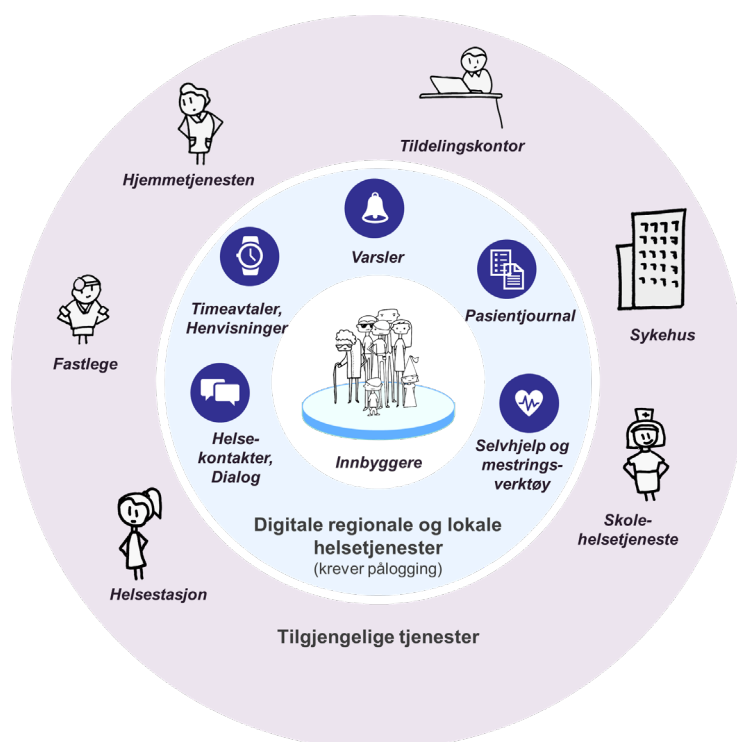 Tildelingskontor
Hjemmetjenesten
Varsler
Timeavtaler,
Henvisninger
Pasientjournal
Sykehus
Fastlege
Helse-
kontakter,
Dialog
Innbyggere
Selvhjelp og
mestrings-
verktøy
Skole-
helsetjeneste
Digitale regionale og lokale
helsetjenester
(krever pålogging)
Helsestasjon
Tilgjengelige tjenester